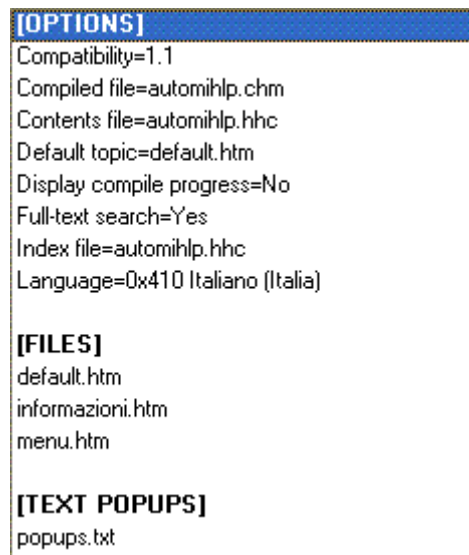 [OPTIONS]
Compatibility=1.1
Compiled file=automihlp.chm
Contents file=automihlp.hhc
Default topic=default.htm
Display compile progress=No
Full-text search=Yes
Index file=automihlp.hhc
Language=0x410 Italiano (Italia)
[FILES]
default.htm
informazioni.htm
menu.htm
[TEXT POPUPS]
popups.txt